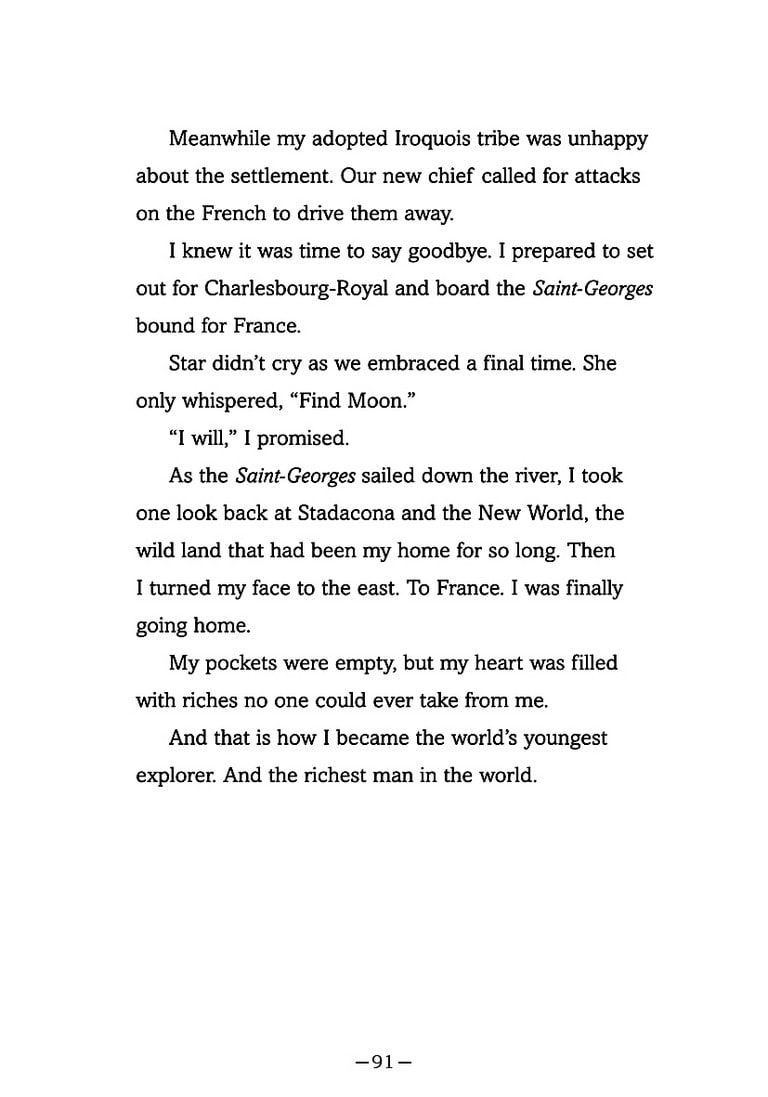 Meanwhile my adopted Iroquois tribe was unhappy
about the settlement. Our new chief called for attacks
on the French to drive them away.
I knew it was time to say goodbye. I prepared to set
out for Charlesbourg-Royal and board the Saint-Georges
bound for France.
Star didn’t cry as we embraced a final time. She
only whispered, “Find Moon.”
“I will,” I promised.
As the Saint-Georges sailed down the river, I took
one look back at Stadacona and the New World, the
wild land that had been my home for so long. Then
I turned my face to the east. To France. I was finally
going home.
My pockets were empty, but my heart was filled
with riches no one could ever take from me.
And that is how I became the world’s youngest
explorer. And the richest man in the world.
—91—